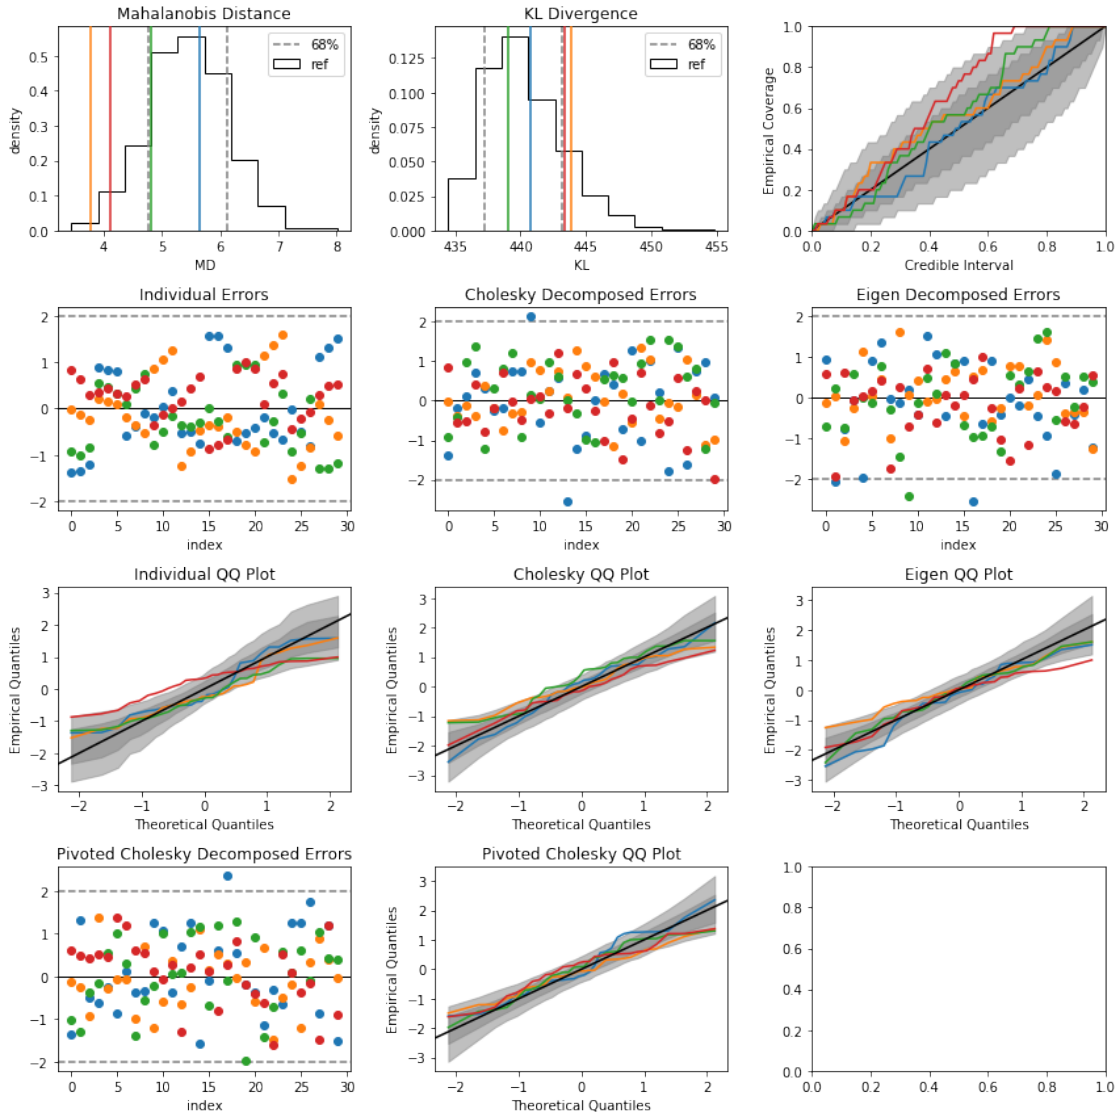 Mahalanobis Distance
0.5
0.4
0.3
0.2
0.1
0.0
density
68%
ref
4 5 6 7 8
MD
KL Divergence
0.125
0.100
0.075
0.050
0.025
0.000
density
68%
ref
435 440 445 450 455
KL
1.0
0.8
0.6
0.4
0.2
0.0
Empirical Coverage
0.0 0.2 0.4 0.6 0.8 1.0
Credible Interval
Individual Errors
2
1
0
−1
−2
0 5 10 15 20 25 30
index
Cholesky Decomposed Errors
2
1
0
−1
−2
0 5 10 15 20 25 30
index
Eigen Decomposed Errors
2
1
0
−1
−2
0 5 10 15 20 25 30
index
Individual QQ Plot
3
2
1
0
−1
−2
−3
Empirical Quantiles
−2 −1 0 1 2
Theoretical Quantiles
Cholesky QQ Plot
3
2
1
0
−1
−2
−3
Empirical Quantiles
−2 −1 0 1 2
Theoretical Quantiles
Eigen QQ Plot
3
2
1
0
−1
−2
−3
Empirical Quantiles
−2 −1 0 1 2
Theoretical Quantiles
Pivoted Cholesky Decomposed Errors
2
1
0
−1
−2
0 5 10 15 20 25 30
index
Pivoted Cholesky QQ Plot
3
2
1
0
−1
−2
−3
Empirical Quantiles
−2 −1 0 1 2
Theoretical Quantiles
1.0
0.8
0.6
0.4
0.2
0.0
0.0 0.2 0.4 0.6 0.8 1.0